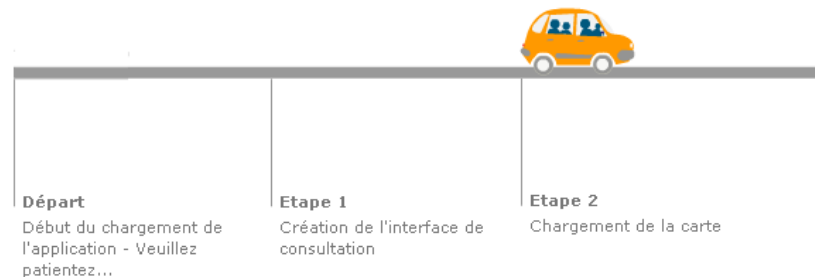 Départ
Début du chargement de
l'application - Veuillez
patientez...
Etape 1
Création de l'interface de
consultation
Etape 2
Chargement de la carte